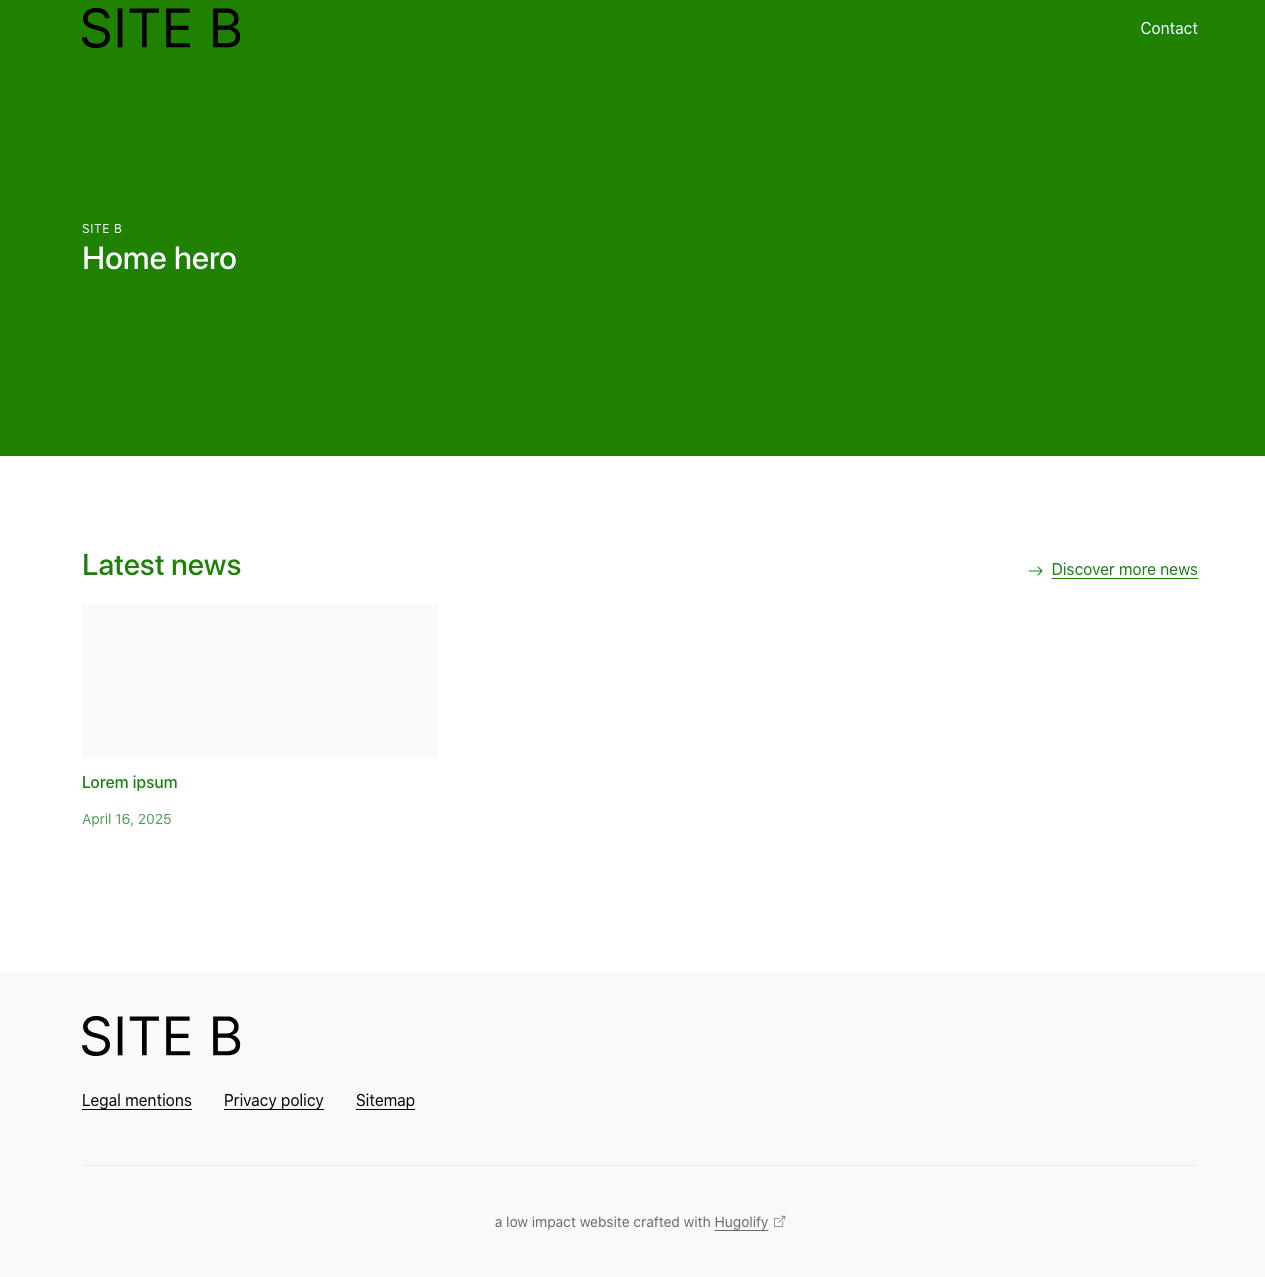 SITE B
Contact
SITE B
Home hero
Latest news
Discover more news
Lorem ipsum
April 16, 2025
SITE B
Legal mentions Privacy policy Sitemap
a low impact website crafted with Hugolify